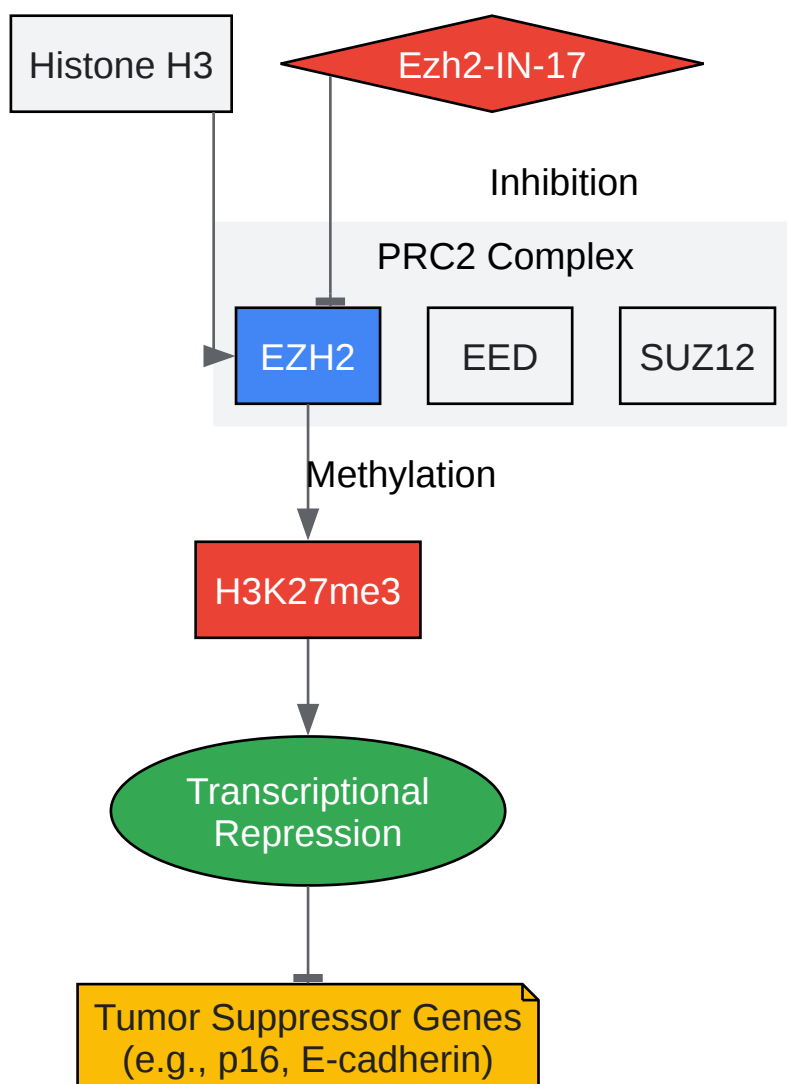 Histone H3
Ezh2-IN-17
Inhibition
PRC2 Complex
EZH2
EED
SUZ12
Methylation
H3K27me3
Transcriptional
Repression
Tumor Suppressor Genes
(e.g., p16, E-cadherin)